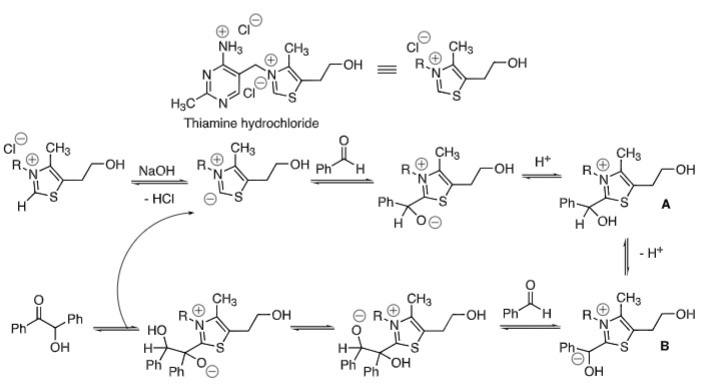 Cl⊖
⊕
NH3
CH3
⊕
N
OH
N
Cl⊖
S
H3C
N
≡
Cl⊖
CH3
R
⊕
N
OH
S
Thiamine hydrochloride
Cl⊖
R ⊕ CH3
N
OH
S
H
NaOH
- HCl
R ⊕ CH3
N
OH
S
⊖
O
Ph H
R ⊕ CH3
N
OH
Ph
S
H O⊖
H+
R ⊕ CH3
N
OH
Ph
S
H OH
A
- H+
O
Ph
Ph
OH
R ⊕ CH3
N
OH
HO
H
S
Ph
Ph
O⊖
⊖
O
R ⊕ CH3
N
OH
H
S
Ph
Ph
OH
O
Ph H
R ⊕ CH3
N
OH
Ph
⊖
S
OH
B